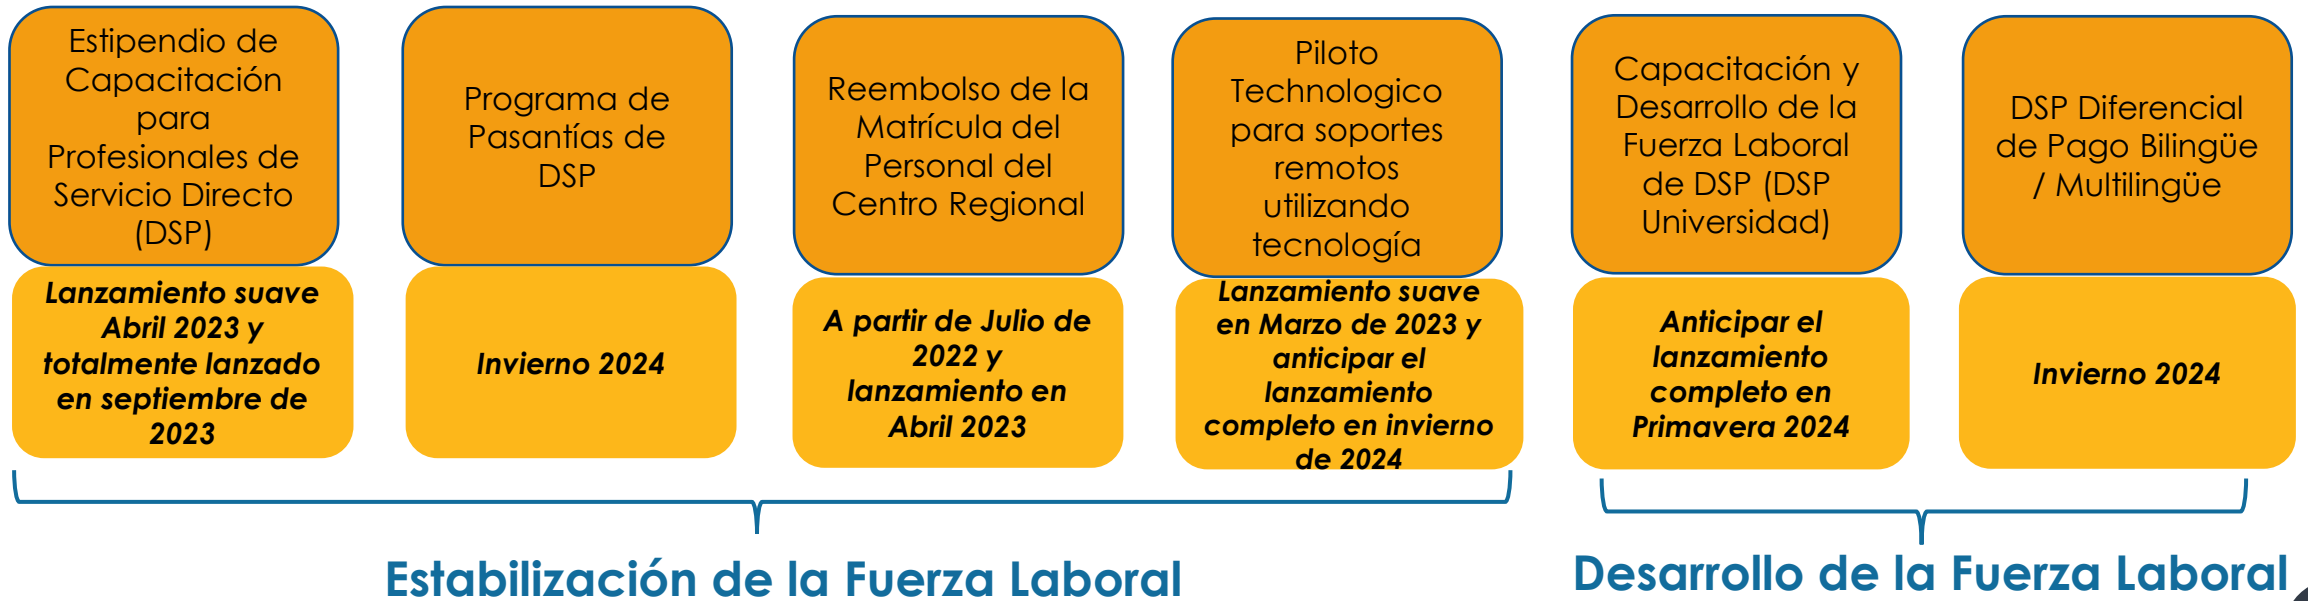 Estipendio de
Capacitación
para
Profesionales de
Servicio Directo
(DSP)
Lanzamiento suave
Abril 2023 y
totalmente lanzado
en septiembre de
2023
Programa de
Pasantías de
DSP
Invierno 2024
Reembolso de la
Matrícula del
Personal del
Centro Regional
A partir de Julio de
2022 y
lanzamiento en
Abril 2023
Piloto
Technologico
para soportes
remotos
utilizando
tecnología
Lanzamiento suave
en Marzo de 2023 y
anticipar el
lanzamiento
completo en invierno
de 2024
Capacitación y
Desarrollo de la
Fuerza Laboral
de DSP (DSP
Universidad)
Anticipar el
lanzamiento
completo en
Primavera 2024
DSP Diferencial
de Pago Bilingüe
/ Multilingüe
Invierno 2024
Estabilización de la Fuerza Laboral
Desarrollo de la Fuerza Laboral